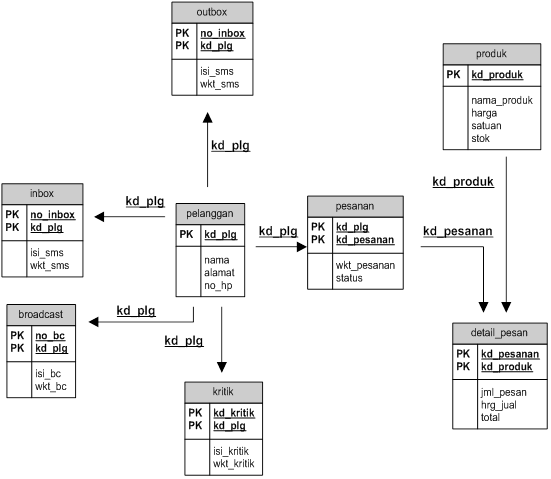 outbox
PK no_inbox
PK kd_plg
isi_sms
wkt_sms
produk
PK kd_produk
nama_produk
harga
satuan
stok
kd_plg
kd_produk
inbox
PK no_inbox
PK kd_plg
isi_sms
wkt_sms
kd_plg
pelanggan
PK kd_plg
nama
alamat
no_hp
kd_plg
pesanan
PK kd_plg
PK kd_pesanan
wkt_pesanan
status
kd_pesanan
broadcast
PK no_bc
PK kd_plg
isi_bc
wkt_bc
kd_plg
kd_plg
detail_pesan
PK kd_pesanan
PK kd_produk
jml_pesan
hrg_jual
total
kritik
PK kd_kritik
PK kd_plg
isi_kritik
wkt_kritik